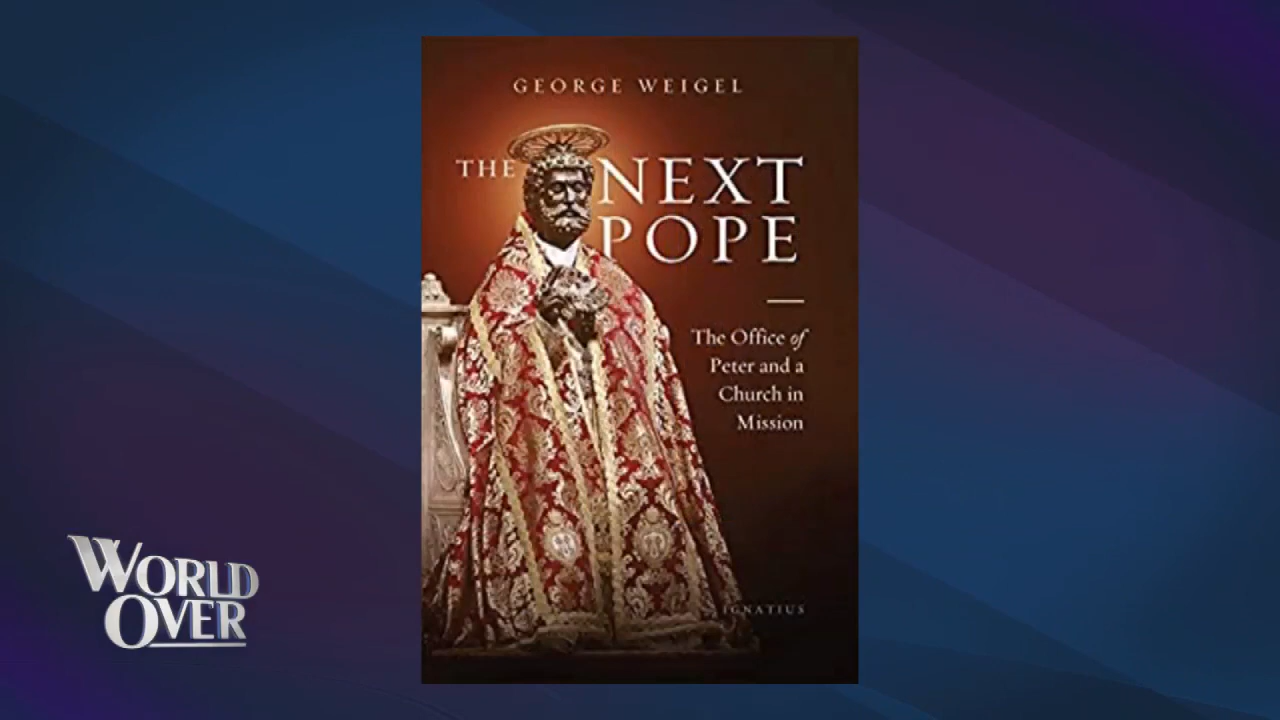 GEORGE WEIGEL
THE NEXT
POPE
The Office of
Peter and a
Church in
Mission
IGNATIUS
WORLD
OVER